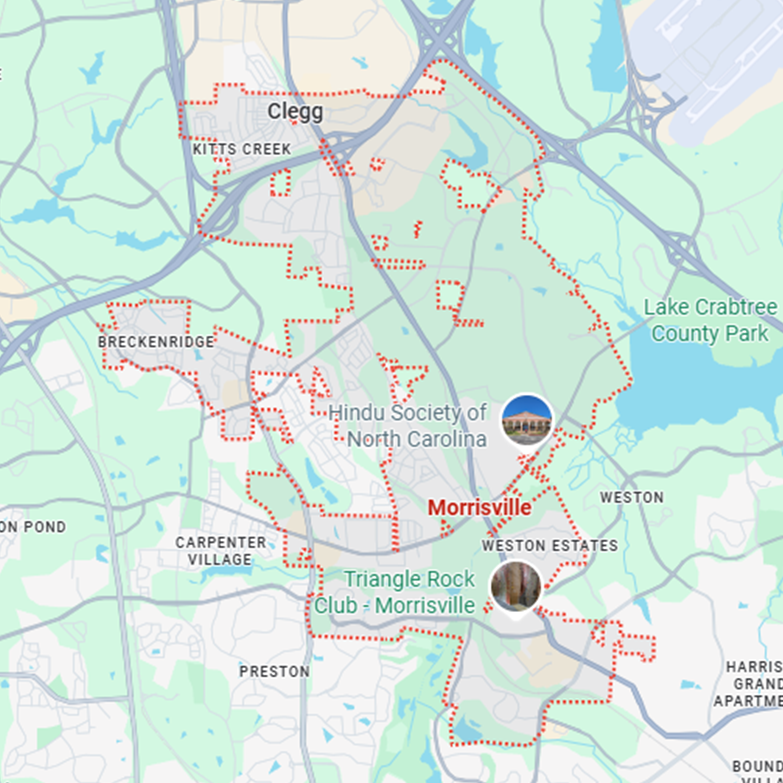 Clegg
KITTS CREEK
Lake Crabtree
County Park
BRECKENRIDGE
Hindu Society of
North Carolina
WESTON
Morrisville
ON POND
CARPENTER
VILLAGE
WESTON ESTATES
Triangle Rock
Club - Morrisville
PRESTON
HARRIS
GRAND
APARTME
BOUND
VILL